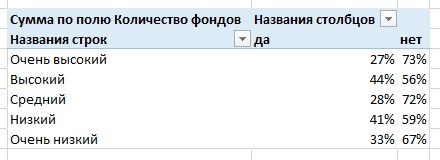 Сумма по полю Количество фондов Названия столбцов
Названия строк да нет
Очень высокий 27% 73%
Высокий 44% 56%
Средний 28% 72%
Низкий 41% 59%
Очень низкий 33% 67%